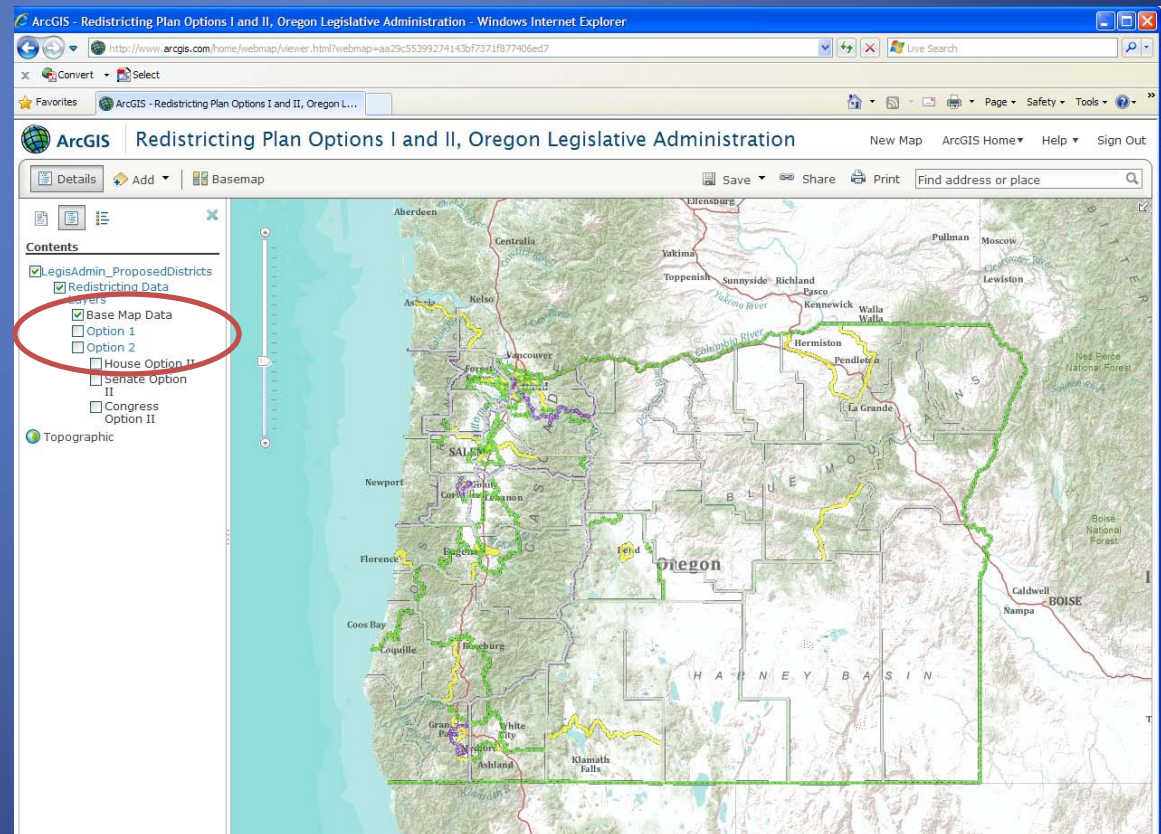 ArcGIS - Redistricting Plan Options I and II, Oregon Legislative Administration - Windows Internet Explorer
http://www.arcgis.com/home/webmap/viewer.html?webmap=aa29c55399274143bf7371f877406ed7
Live Search
x Convert Select
Favorites ArcGIS - Redistricting Plan Options I and II, Oregon L... Page Safety Tools
ArcGIS Redistricting Plan Options I and II, Oregon Legislative Administration New Map ArcGIS Home Help Sign Out
Details Add Basemap Save Share Print Find address or place
Contents
LegisAdmin_ProposedDistricts
Redistricting Data
Layers
Base Map Data
Option 1
Option 2
House Option II
Senate Option
II
Congress
Option II
Topographic
Ellensburg
Aberdeen
Centralia
Pullman
Moscow
Yakima
Toppenish
Sunnyside
Richland
Lewiston
Pasco
Kennewick
Yakima River
Walla
Walla
Astoria
Kelso
Columbia River
Vancouver
Hermiston
Pendleton
Nez Perce
National Forest
La Grande
SALEM
Newport
Lebanon
BLUE MOUTAINS
Boise
National
Forest
Florence
Eugene
Bend
Oregon
Caldwell
BOISE
Nampa
Coos Bay
Coquille
Roseburg
HARNEY BASIN
White
City
Medford
Ashland
Klamath
Falls